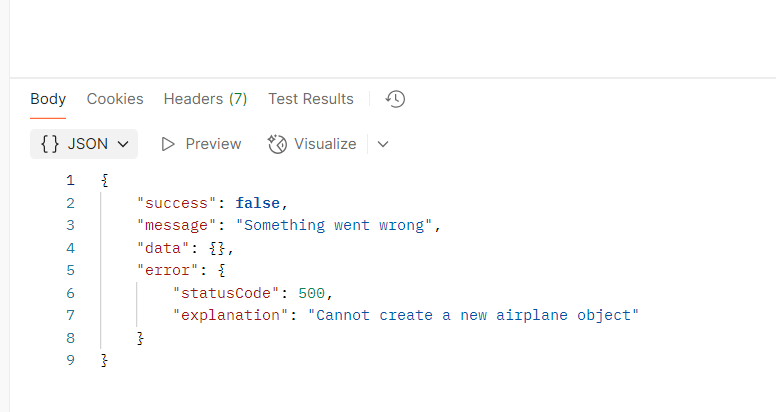 Body Cookies Headers (7) Test Results
{} JSON Preview Visualize
1 {
2 "success": false,
3 "message": "Something went wrong",
4 "data": {},
5 "error": {
6 "statusCode": 500,
7 "explanation": "Cannot create a new airplane object"
8 }
9 }